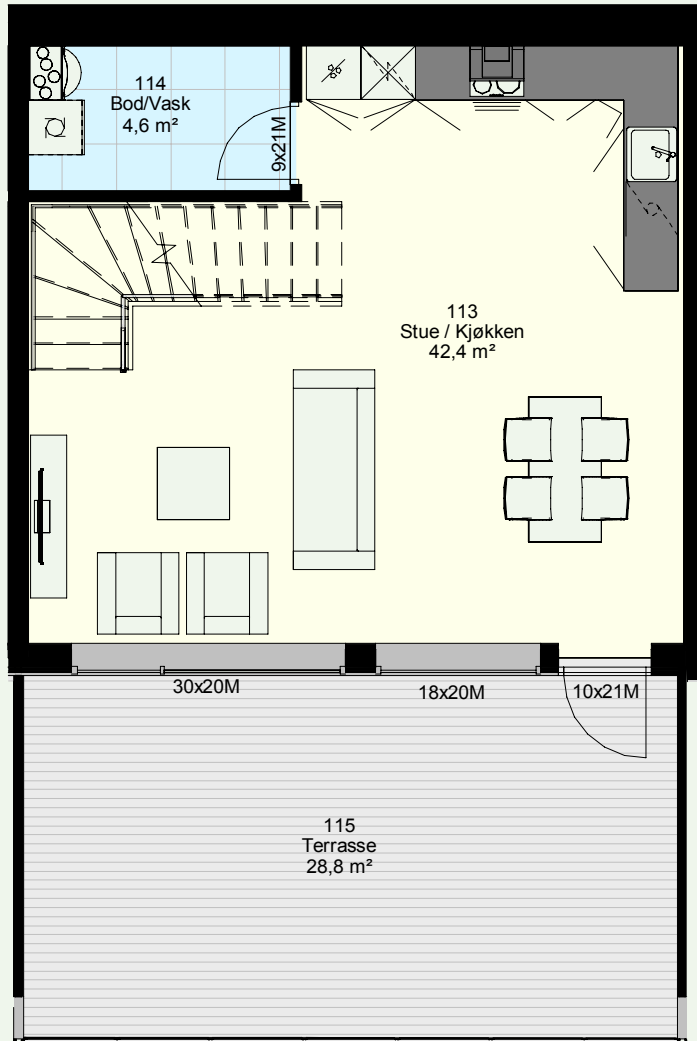 114
Bod/Vask
4,6 m²
9x21M
113
Stue / Kjøkken
42,4 m²
30x20M
18x20M
10x21M
115
Terrasse
28,8 m²